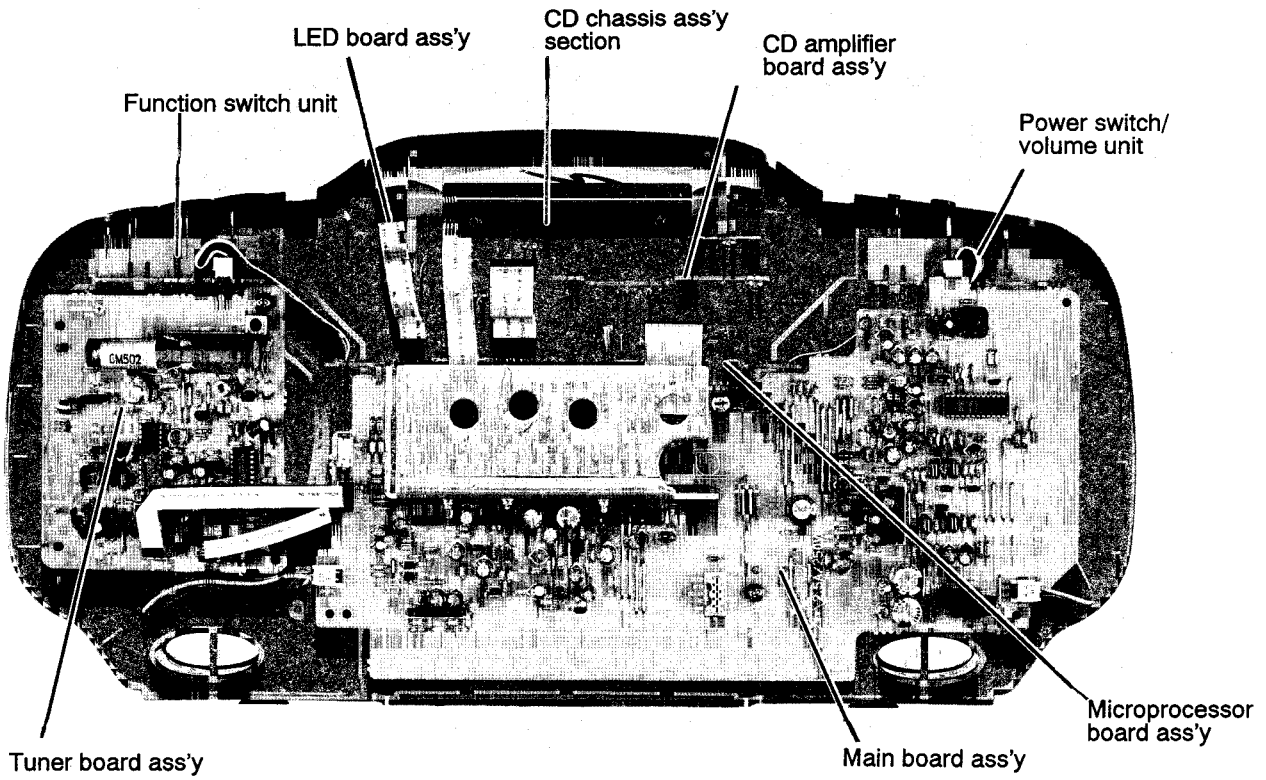 CD chassis ass'y
section
LED board ass'y
CD amplifier
board ass'y
Function switch unit
Power switch/
volume unit
CM502
Microprocessor
board ass'y
Main board ass'y
Tuner board ass'y